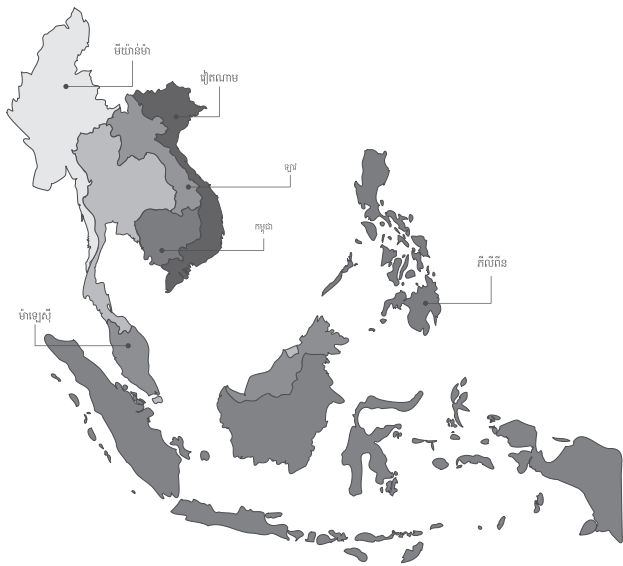 មីយ៉ាន់ម៉ា
វៀតណាម
ឡាវ
កម្ពុជា
ភីលីពីន
ម៉ាឡេស៊ី